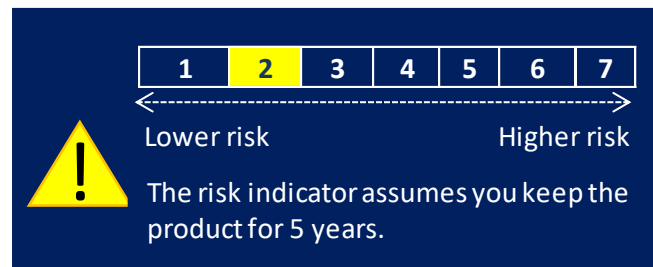 1 2 3 4 5 6 7
Lower risk Higher risk
!
The risk indicator assumes you keep the
product for 5 years.